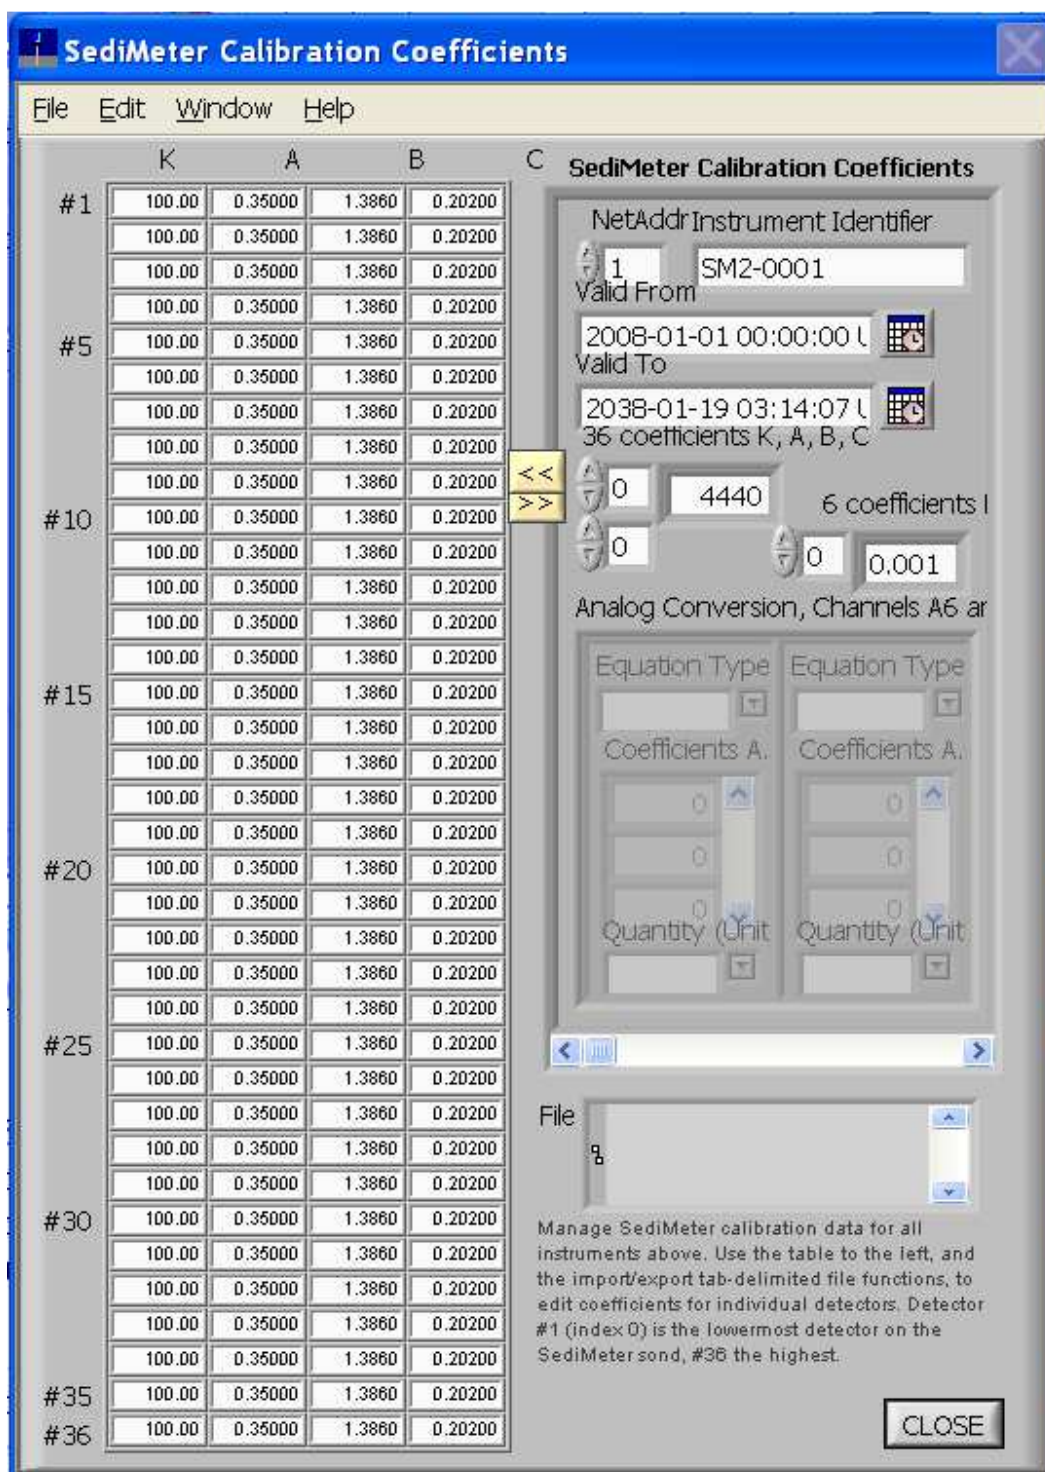 SediMeter Calibration Coefficients
File Edit Window Help
K A B C
#1 100.00 0.35000 1.3860 0.20200
100.00 0.35000 1.3860 0.20200
100.00 0.35000 1.3860 0.20200
100.00 0.35000 1.3860 0.20200
#5 100.00 0.35000 1.3860 0.20200
100.00 0.35000 1.3860 0.20200
100.00 0.35000 1.3860 0.20200
100.00 0.35000 1.3860 0.20200
100.00 0.35000 1.3860 0.20200
#10 100.00 0.35000 1.3860 0.20200
100.00 0.35000 1.3860 0.20200
100.00 0.35000 1.3860 0.20200
100.00 0.35000 1.3860 0.20200
100.00 0.35000 1.3860 0.20200
#15 100.00 0.35000 1.3860 0.20200
100.00 0.35000 1.3860 0.20200
100.00 0.35000 1.3860 0.20200
100.00 0.35000 1.3860 0.20200
100.00 0.35000 1.3860 0.20200
#20 100.00 0.35000 1.3860 0.20200
100.00 0.35000 1.3860 0.20200
100.00 0.35000 1.3860 0.20200
100.00 0.35000 1.3860 0.20200
100.00 0.35000 1.3860 0.20200
#25 100.00 0.35000 1.3860 0.20200
100.00 0.35000 1.3860 0.20200
100.00 0.35000 1.3860 0.20200
100.00 0.35000 1.3860 0.20200
100.00 0.35000 1.3860 0.20200
#30 100.00 0.35000 1.3860 0.20200
100.00 0.35000 1.3860 0.20200
100.00 0.35000 1.3860 0.20200
100.00 0.35000 1.3860 0.20200
100.00 0.35000 1.3860 0.20200
#35 100.00 0.35000 1.3860 0.20200
#36 100.00 0.35000 1.3860 0.20200
<<
>>
SediMeter Calibration Coefficients
NetAddr Instrument Identifier
1 SM2-0001
Valid From
2008-01-01 00:00:00 U
Valid To
2038-01-19 03:14:07 U
36 coefficients K, A, B, C
0 4440
6 coefficients
0 0 0.001
Analog Conversion, Channels A6 ar
Equation Type Equation Type
Coefficients A. Coefficients A.
0 0
0 0
0 0
Quantity (Unit Quantity (Unit
File
Manage SediMeter calibration data for all
instruments above. Use the table to the left, and
the import/export tab-delimited file functions, to
edit coefficients for individual detectors. Detector
#1 (index 0) is the lowermost detector on the
SediMeter sond, #36 the highest.
CLOSE